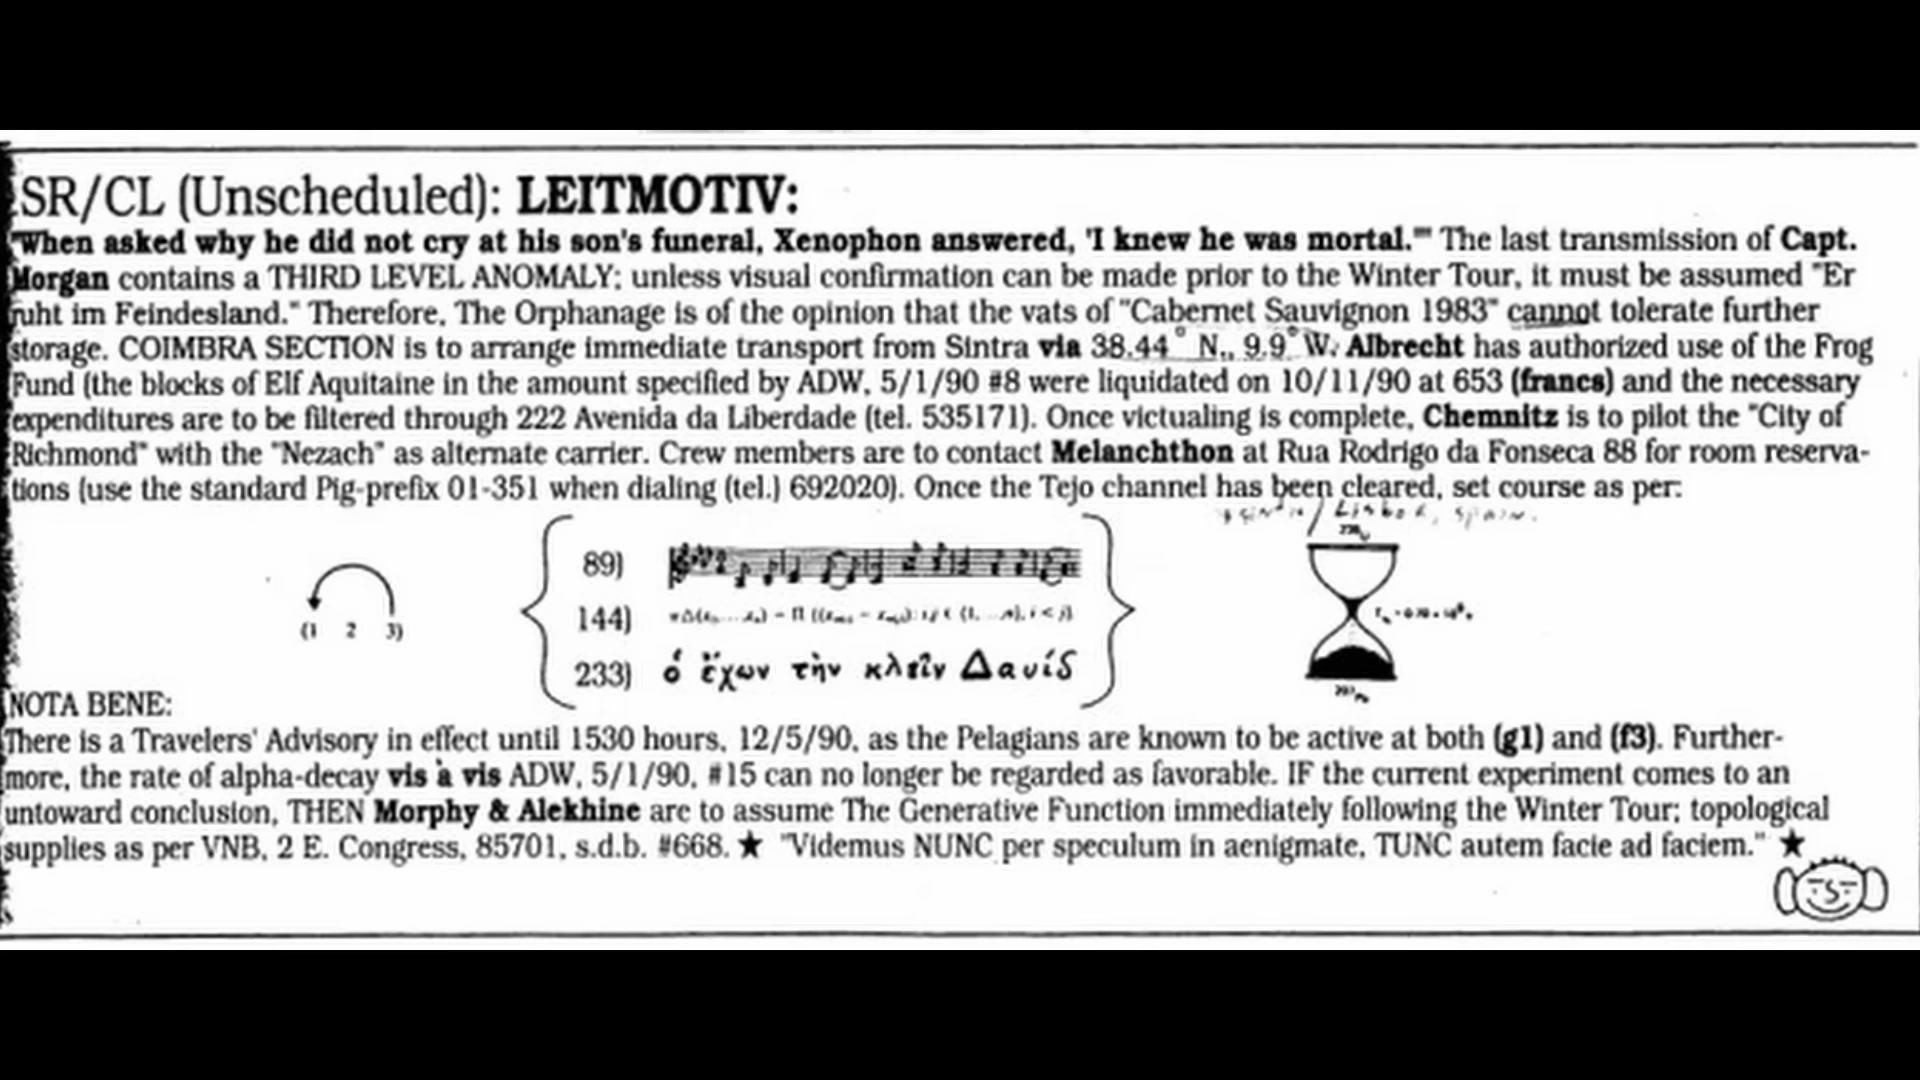 SR/CL (Unscheduled): LEITMOTIV:
"When asked why he did not cry at his son's funeral, Xenophon answered, 'I knew he was mortal.'" The last transmission of Capt.
Morgan contains a THIRD LEVEL ANOMALY; unless visual confirmation can be made prior to the Winter Tour, it must be assumed "Er
ruht im Feindesland." Therefore, The Orphanage is of the opinion that the vats of "Cabernet Sauvignon 1983" cannot tolerate further
storage. COIMBRA SECTION is to arrange immediate transport from Sintra via 38.44° N., 9.9° W. Albrecht has authorized use of the Frog
Fund (the blocks of Elf Aquitaine in the amount specified by ADW, 5/1/90 #8 were liquidated on 10/11/90 at 653 (francs) and the necessary
expenditures are to be filtered through 222 Avenida da Liberdade (tel. 535171). Once victualing is complete, Chemnitz is to pilot the "City of
Richmond" with the "Nezach" as alternate carrier. Crew members are to contact Melanchthon at Rua Rodrigo da Fonseca 88 for room reserva-
tions (use the standard Pig-prefix 01-351 when dialing (tel.) 692020). Once the Tejo channel has been cleared, set course as per:
Lisbon, Spain.
89)
(1 2 3)
144)
233) ὁ ἔχων τὴν κλεῖν Δαυίδ
NOTA BENE:
There is a Travelers' Advisory in effect until 1530 hours, 12/5/90, as the Pelagians are known to be active at both (g1) and (f3). Further-
more, the rate of alpha-decay vis à vis ADW, 5/1/90, #15 can no longer be regarded as favorable. IF the current experiment comes to an
untoward conclusion, THEN Morphy & Alekhine are to assume The Generative Function immediately following the Winter Tour; topological
supplies as per VNB, 2 E. Congress, 85701, s.d.b. #668. ★ "Videmus NUNC per speculum in aenigmate, TUNC autem facie ad faciem." ★